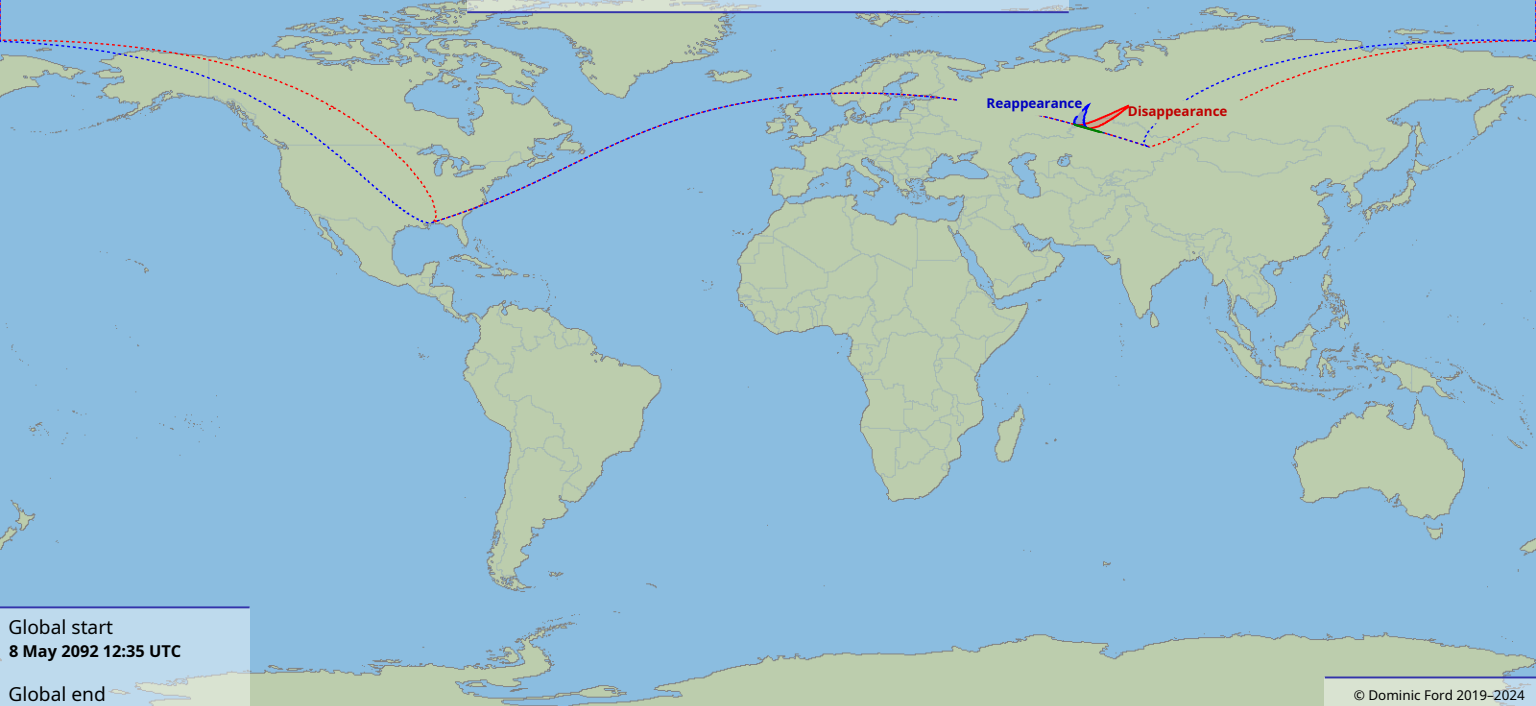 Reappearance
Disappearance
Global start
8 May 2092 12:35 UTC
Global end
© Dominic Ford 2019–2024